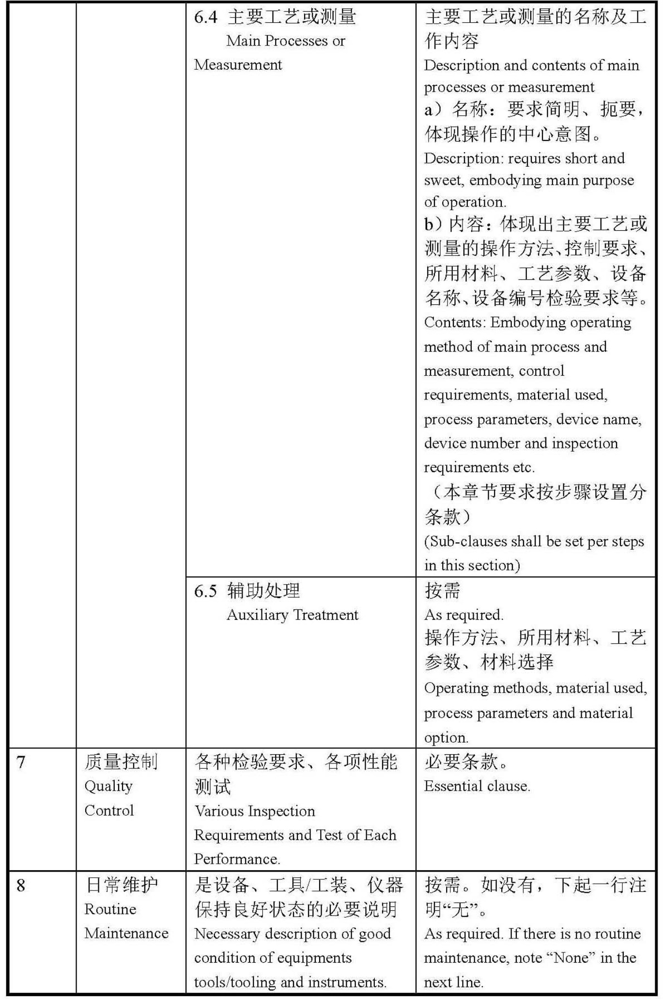 6.4 主要工艺或测量
Main Processes or
Measurement
主要工艺或测量的名称及工
作内容
Description and contents of main
processes or measurement
a）名称：要求简明、扼要，
体现操作的中心意图。
Description: requires short and
sweet, embodying main purpose
of operation.
b）内容：体现出主要工艺或
测量的操作方法、控制要求、
所用材料、工艺参数、设备
名称、设备编号检验要求等。
Contents: Embodying operating
method of main process and
measurement, control
requirements, material used,
process parameters, device name,
device number and inspection
requirements etc.
（本章节要求按步骤设置分
条款）
(Sub-clauses shall be set per steps
in this section)
6.5 辅助处理
Auxiliary Treatment
按需
As required.
操作方法、所用材料、工艺
参数、材料选择
Operating methods, material used,
process parameters and material
option.
7
质量控制
Quality
Control
各种检验要求、各项性能
测试
Various Inspection
Requirements and Test of Each
Performance.
必要条款。
Essential clause.
8
日常维护
Routine
Maintenance
是设备、工具/工装、仪器
保持良好状态的必要说明
Necessary description of good
condition of equipments
tools/tooling and instruments.
按需。如没有，下起一行注
明“无”。
As required. If there is no routine
maintenance, note “None” in the
next line.